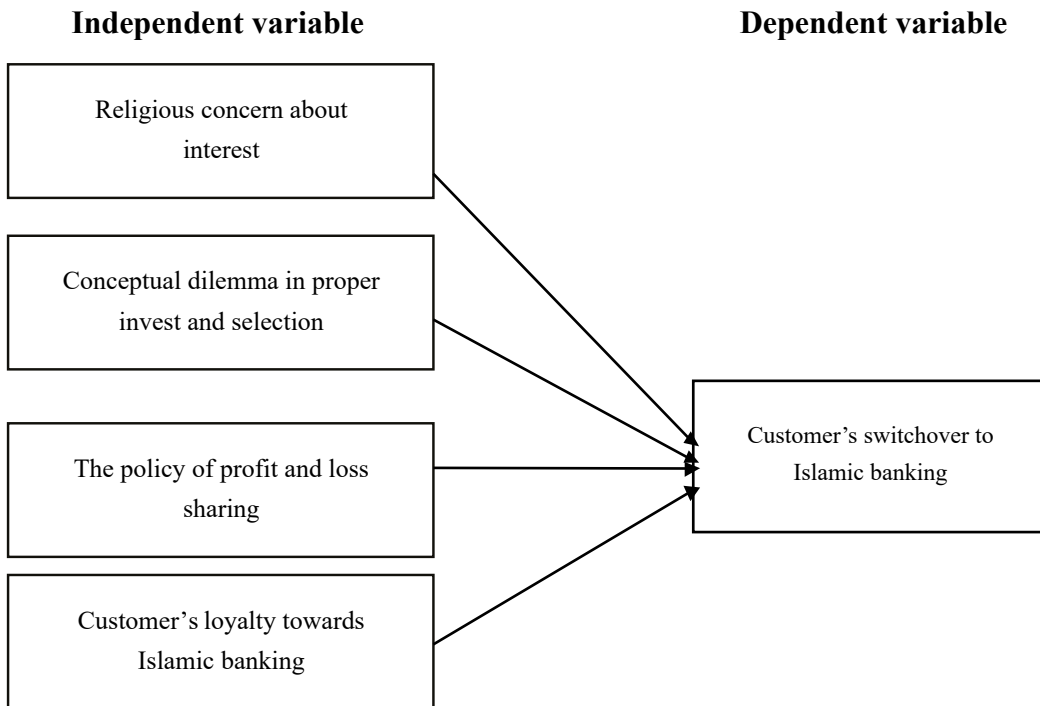 Independent variable
Dependent variable
Religious concern about
interest
Conceptual dilemma in proper
invest and selection
The policy of profit and loss
sharing
Customer’s loyalty towards
Islamic banking
Customer’s switchover to
Islamic banking